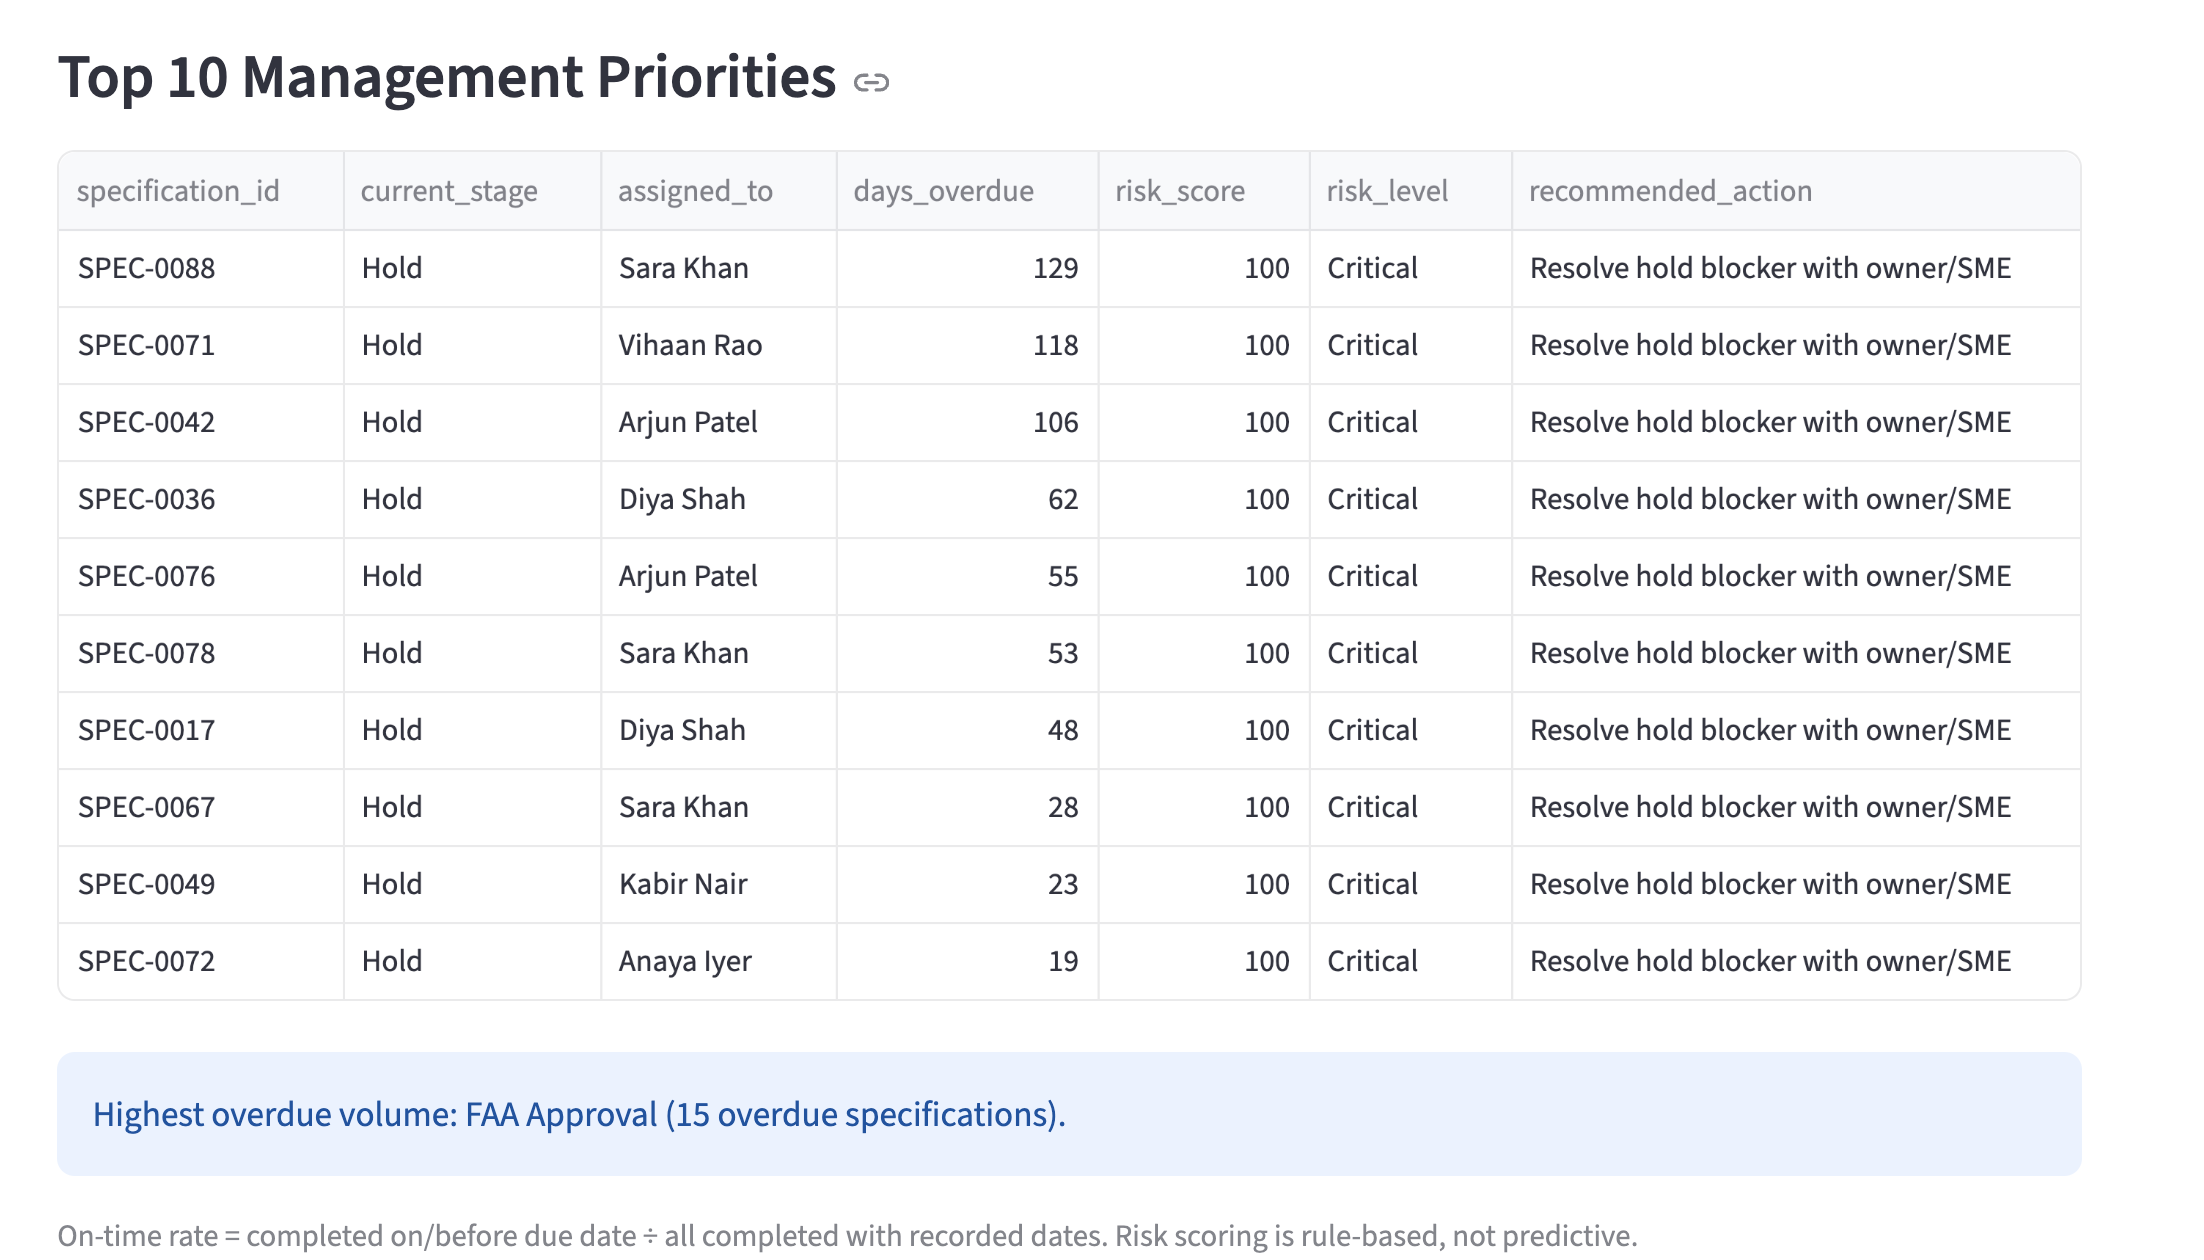 Top 10 Management Priorities
specification_id current_stage assigned_to days_overdue risk_score risk_level recommended_action
SPEC-0088 Hold Sara Khan 129 100 Critical Resolve hold blocker with owner/SME
SPEC-0071 Hold Vihaan Rao 118 100 Critical Resolve hold blocker with owner/SME
SPEC-0042 Hold Arjun Patel 106 100 Critical Resolve hold blocker with owner/SME
SPEC-0036 Hold Diya Shah 62 100 Critical Resolve hold blocker with owner/SME
SPEC-0076 Hold Arjun Patel 55 100 Critical Resolve hold blocker with owner/SME
SPEC-0078 Hold Sara Khan 53 100 Critical Resolve hold blocker with owner/SME
SPEC-0017 Hold Diya Shah 48 100 Critical Resolve hold blocker with owner/SME
SPEC-0067 Hold Sara Khan 28 100 Critical Resolve hold blocker with owner/SME
SPEC-0049 Hold Kabir Nair 23 100 Critical Resolve hold blocker with owner/SME
SPEC-0072 Hold Anaya Iyer 19 100 Critical Resolve hold blocker with owner/SME
Highest overdue volume: FAA Approval (15 overdue specifications).
On-time rate = completed on/before due date ÷ all completed with recorded dates. Risk scoring is rule-based, not predictive.